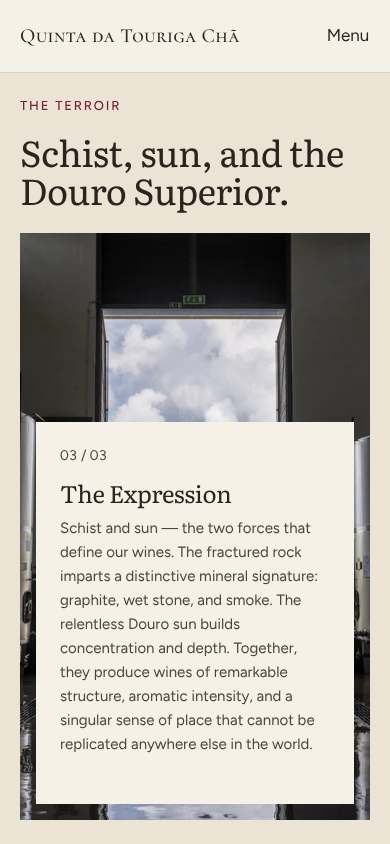 Quinta da Touriga Chã
Menu
THE TERROIR
Schist, sun, and the
Douro Superior.
03 / 03
The Expression
Schist and sun — the two forces that
define our wines. The fractured rock
imparts a distinctive mineral signature:
graphite, wet stone, and smoke. The
relentless Douro sun builds
concentration and depth. Together,
they produce wines of remarkable
structure, aromatic intensity, and a
singular sense of place that cannot be
replicated anywhere else in the world.